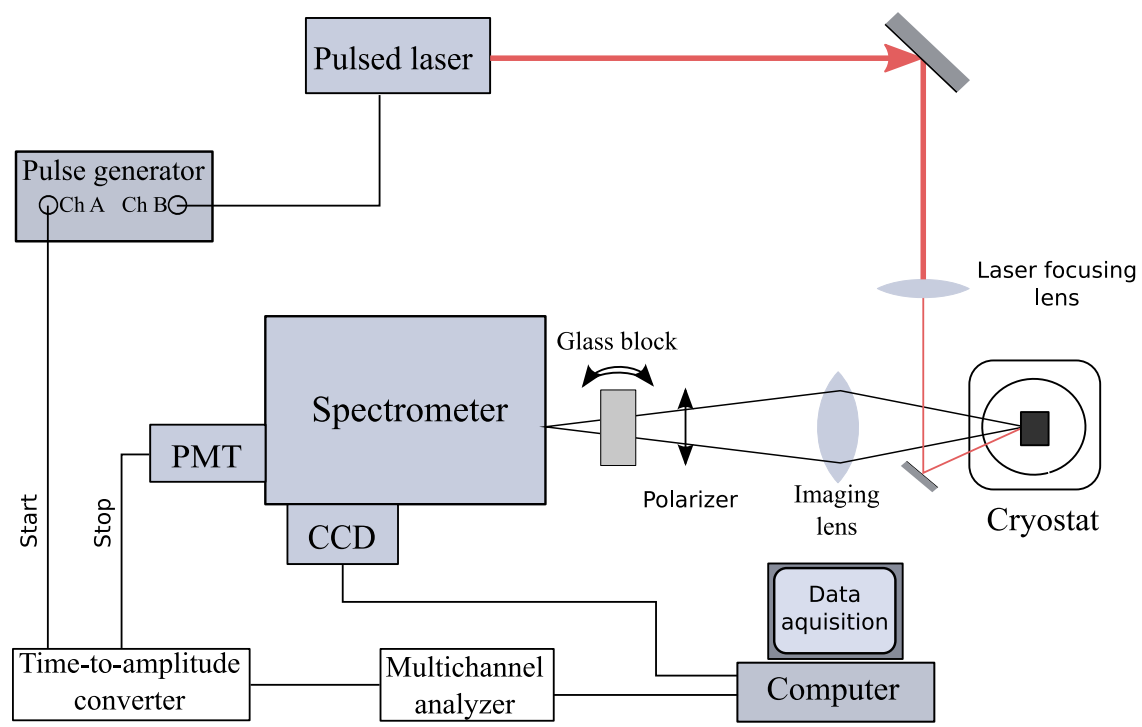 Pulsed laser
Pulse generator
Ch A
Ch B
Laser focusing
lens
Glass block
Spectrometer
PMT
Polarizer
Imaging
lens
Cryostat
Start
Stop
CCD
Data
aquisition
Time-to-amplitude
converter
Multichannel
analyzer
Computer